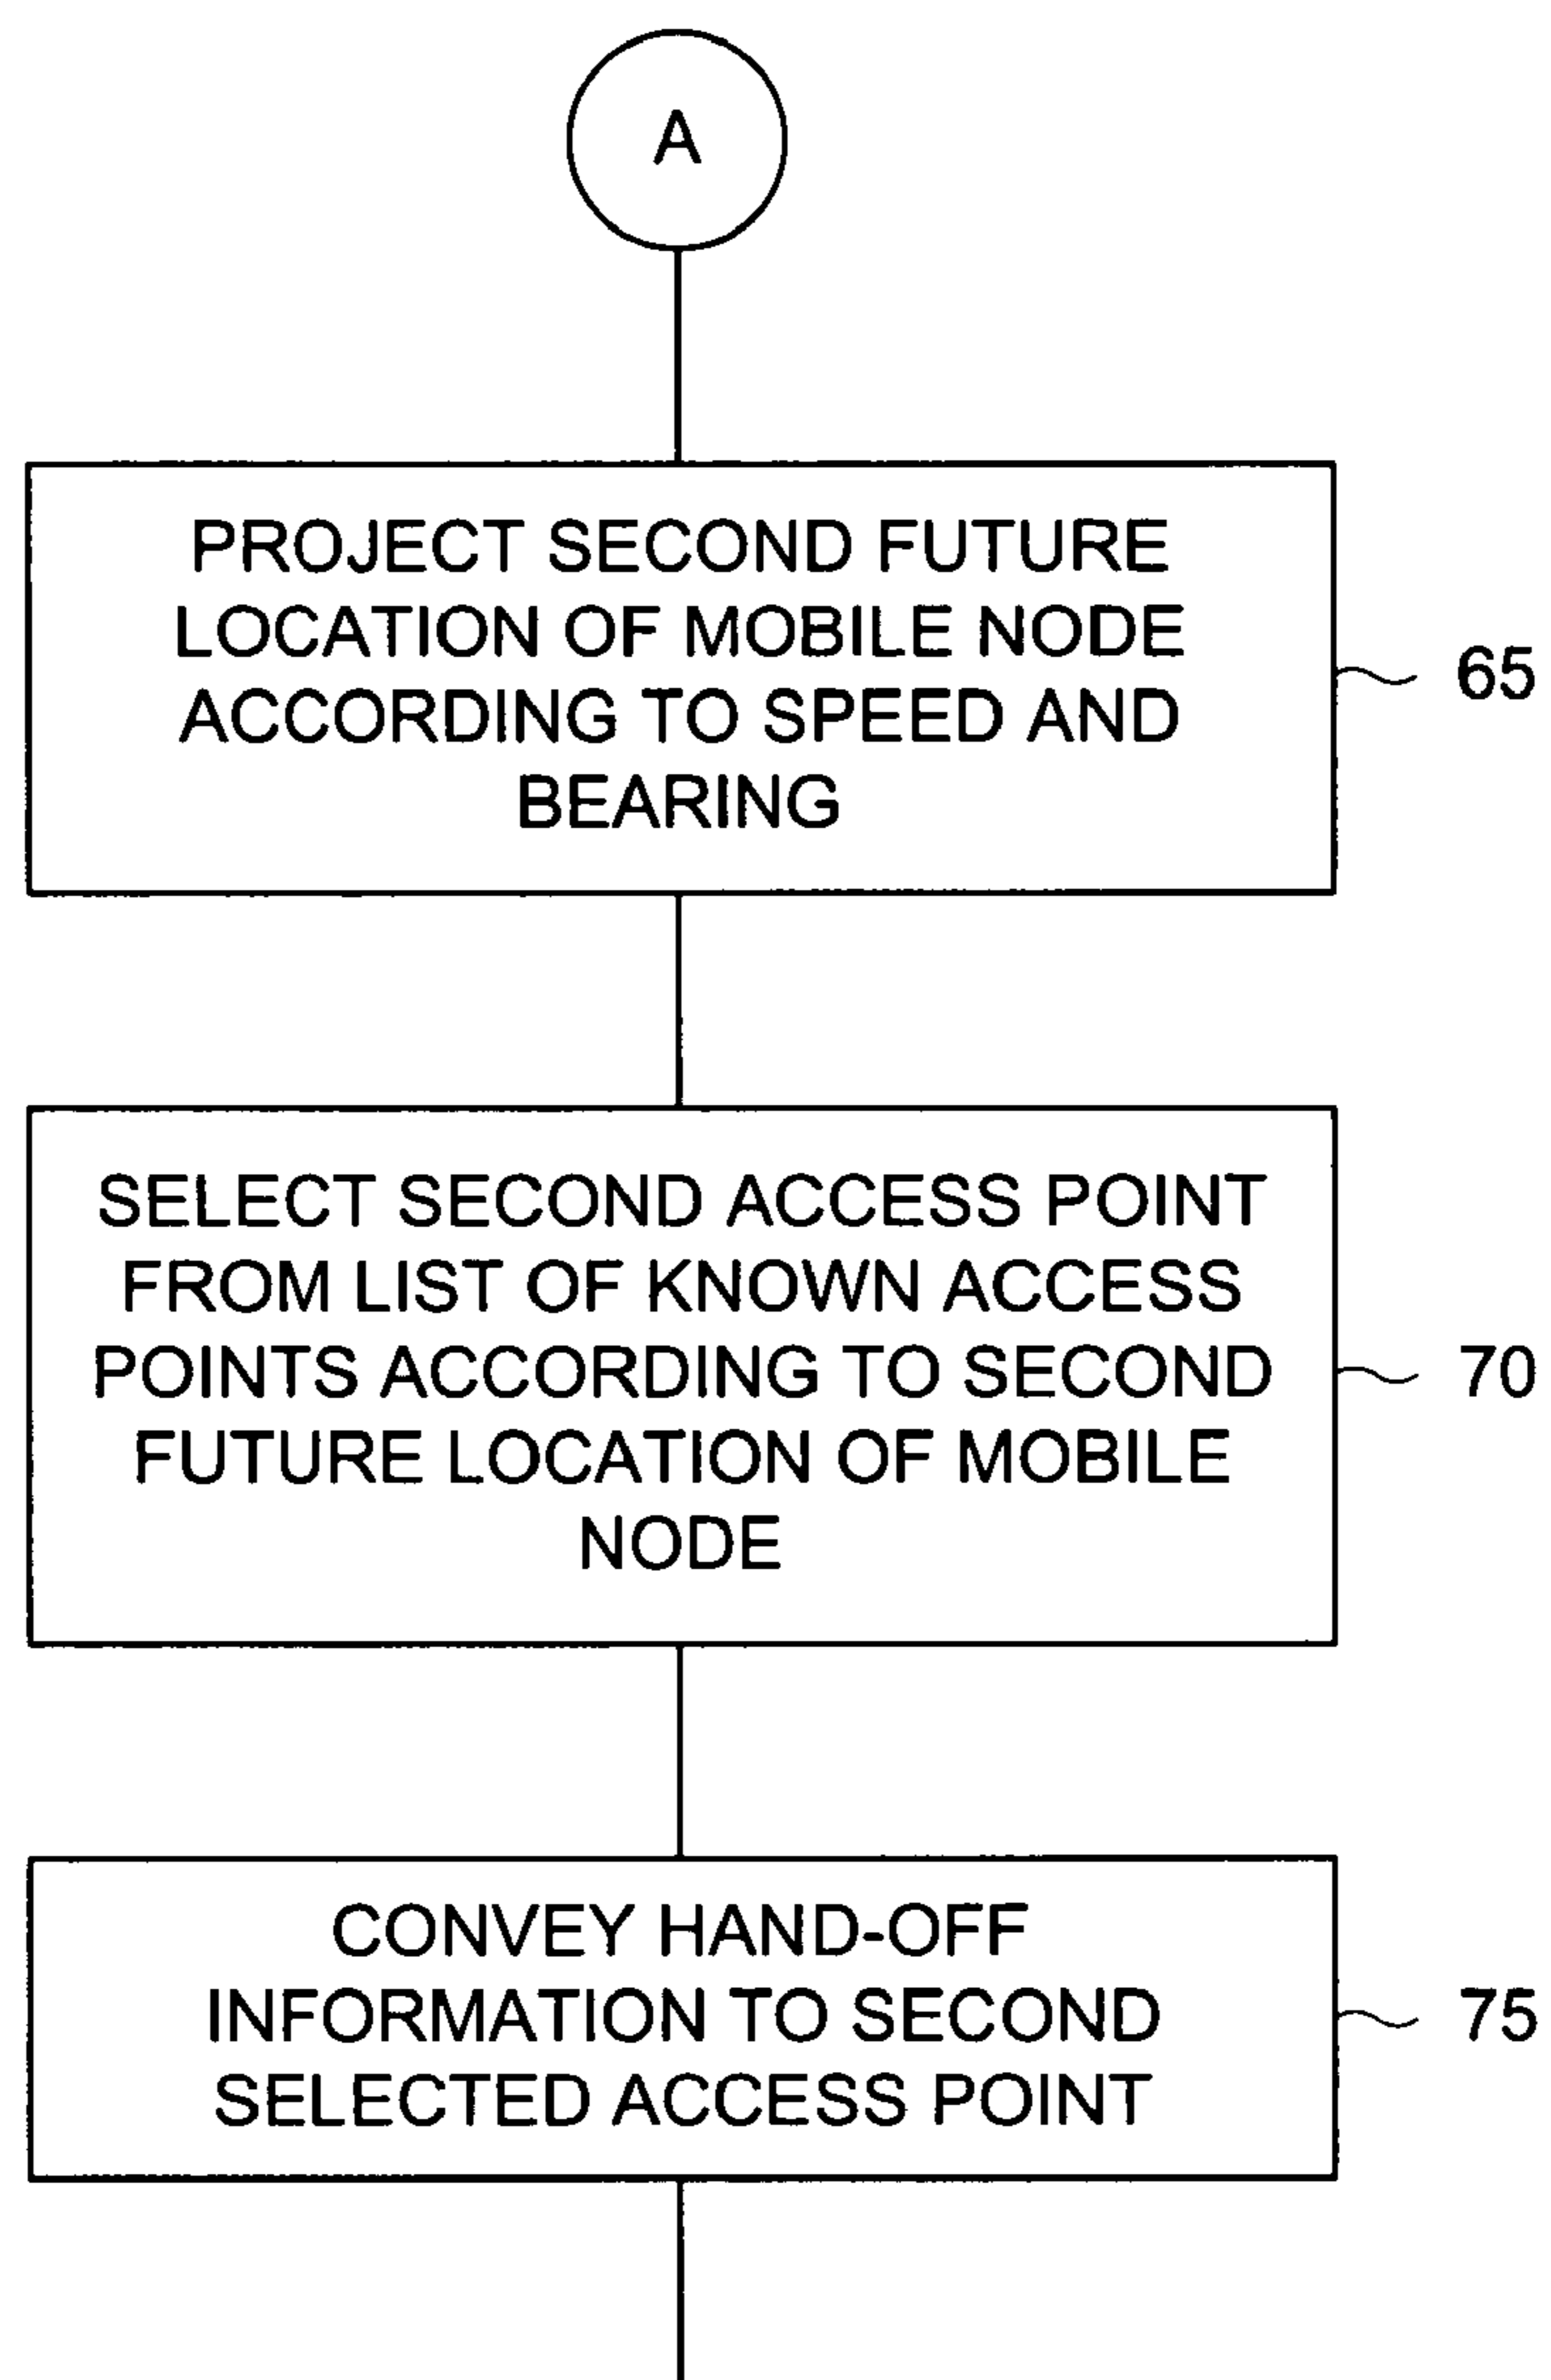 A
PROJECT SECOND FUTURE
LOCATION OF MOBILE NODE
ACCORDING TO SPEED AND
BEARING
65
SELECT SECOND ACCESS POINT
FROM LIST OF KNOWN ACCESS
POINTS ACCORDING TO SECOND
FUTURE LOCATION OF MOBILE
NODE
70
CONVEY HAND-OFF
INFORMATION TO SECOND
SELECTED ACCESS POINT
75